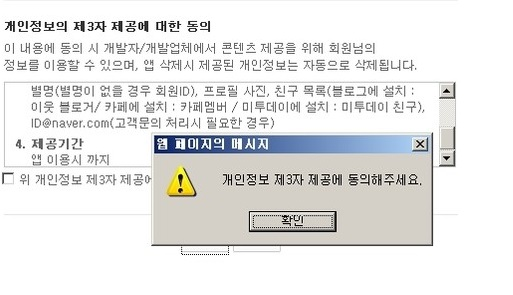 개인정보의 제3자 제공에 대한 동의
이 내용에 동의 시 개발자/개발업체에서 콘텐츠 제공을 위해 회원님의
정보를 이용할 수 있으며, 앱 삭제시 제공된 개인정보는 자동으로 삭제됩니다.
별명(별명이 없을 경우 회원ID), 프로필 사진, 친구 목록(블로그에 설치 :
이웃 블로거/ 카페에 설치 : 카페멤버 / 미투데이에 설치 : 미투데이 친구),
ID@naver.com(고객문의 처리시 필요한 경우)
4. 제공기간
앱 이용시 까지
위 개인정보 제3자 제공에
웹 페이지의 메시지
개인정보 제3자 제공에 동의해주세요.
확인